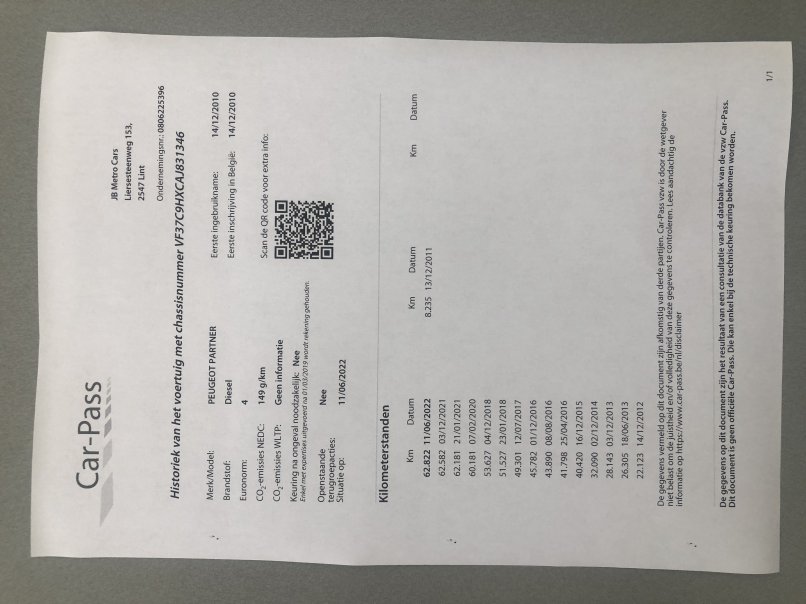 Car-Pass
JB Metro Cars
Liersesteenweg 153,
2547 Lint
Ondernemingsnr.: 0806225396
Historiek van het voertuig met chassisnummer VF37C9HXCAJ831346
Merk/Model: PEUGEOT PARTNER
Brandstof: Diesel
Euronorm: 4
CO2-emissies NEDC: 149 g/km
CO2-emissies WLTP: Geen informatie
Keuring na ongeval noodzakelijk: Nee
Enkel met expertises uitgevoerd na 01/03/2019 wordt rekening gehouden.
Openstaande terugroepacties: Nee
Situatie op: 11/06/2022
Eerste ingebruikname: 14/12/2010
Eerste inschrijving in België: 14/12/2010
Scan de QR code voor extra info:
Kilometerstanden
Km Datum
62.822 11/06/2022
62.582 03/12/2021
62.181 21/01/2021
60.181 07/02/2020
53.627 04/12/2018
51.527 23/01/2018
49.301 12/07/2017
45.782 01/12/2016
43.890 08/08/2016
41.798 25/04/2016
40.420 16/12/2015
32.090 02/12/2014
28.143 03/12/2013
26.305 18/06/2013
22.123 14/12/2012
Km Datum
8.235 13/12/2011
Km Datum
De gegevens vermeld op dit document zijn afkomstig van derde partijen. Car-Pass vzw is door de wetgever
niet belast om de juistheid en/of volledigheid van deze gegevens te controleren. Lees aandachtig de
informatie op https://www.car-pass.be/nl/disclaimer
De gegevens op dit document zijn het resultaat van een consultatie van de databank van de vzw Car-Pass.
Dit document is geen officiële Car-Pass. Die kan enkel bij de technische keuring bekomen worden.
1/1